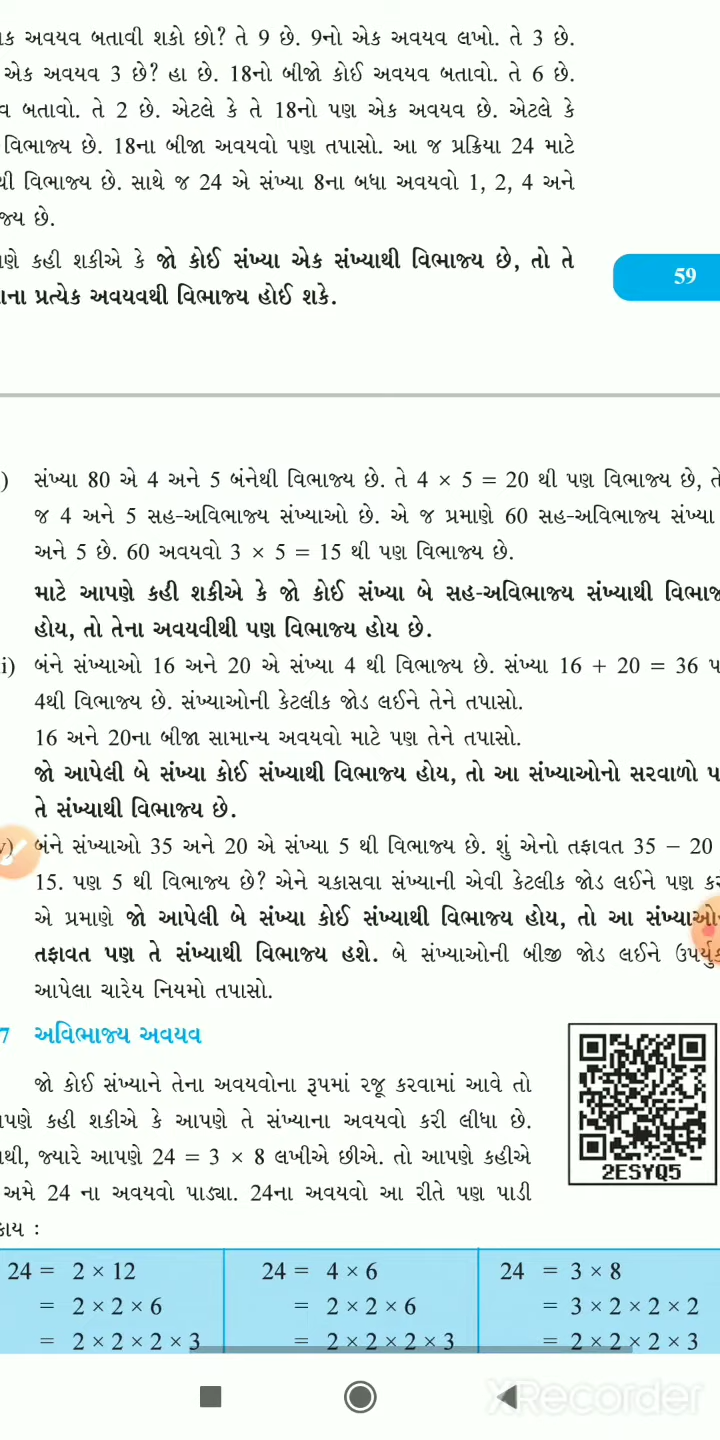 અવયવ બતાવી શકો છો? તે 9 છે. 9નો એક અવયવ લખો. તે 3 છે.
એક અવયવ 3 છે? હા છે. 18નો બીજો કોઈ અવયવ બતાવો. તે 6 છે.
બતાવો. તે 2 છે. એટલે કે તે 18નો પણ એક અવયવ છે. એટલે કે
વિભાજ્ય છે. 18ના બીજા અવયવો પણ તપાસો. આ જ પ્રક્રિયા 24 માટે
વિભાજ્ય છે. સાથે જ 24 એ સંખ્યા 8ના બધા અવયવો 1, 2, 4 અને
છે.
કહી શકીએ કે જો કોઈ સંખ્યા એક સંખ્યાથી વિભાજ્ય છે, તો તે
પ્રત્યેક અવયવથી વિભાજ્ય હોઈ શકે.
59
) સંખ્યા 80 એ 4 અને 5 બંનેથી વિભાજ્ય છે. તે 4 × 5 = 20 થી પણ વિભાજ્ય છે,
જ 4 અને 5 સહ-અવિભાજ્ય સંખ્યાઓ છે. એ જ પ્રમાણે 60 સહ-અવિભાજ્ય સંખ્યા
અને 5 છે. 60 અવયવો 3 × 5 = 15 થી પણ વિભાજ્ય છે.
માટે આપણે કહી શકીએ કે જો કોઈ સંખ્યા બે સહ-અવિભાજ્ય સંખ્યાથી
હોય, તો તેના અવયવીથી પણ વિભાજ્ય હોય છે.
i) બંને સંખ્યાઓ 16 અને 20 એ સંખ્યા 4 થી વિભાજ્ય છે. સંખ્યા 16 + 20 = 36
4થી વિભાજ્ય છે. સંખ્યાઓની કેટલીક જોડ લઈને તેને તપાસો.
16 અને 20ના બીજા સામાન્ય અવયવો માટે પણ તેને તપાસો.
જો આપેલી બે સંખ્યા કોઈ સંખ્યાથી વિભાજ્ય હોય, તો આ સંખ્યાઓનો સરવાળો
તે સંખ્યાથી વિભાજ્ય છે.
v) બંને સંખ્યાઓ 35 અને 20 એ સંખ્યા 5 થી વિભાજ્ય છે. શું એનો તફાવત 35 − 20
15. પણ 5 થી વિભાજ્ય છે? એને ચકાસવા સંખ્યાની એવી કેટલીક જોડ લઈને પણ
એ પ્રમાણે જો આપેલી બે સંખ્યા કોઈ સંખ્યાથી વિભાજ્ય હોય, તો આ
તફાવત પણ તે સંખ્યાથી વિભાજ્ય હશે. બે સંખ્યાઓની બીજી જોડ લઈને
આપેલા ચારેય નિયમો તપાસો.
7 અવિભાજ્ય અવયવ
જો કોઈ સંખ્યાને તેના અવયવોના રૂપમાં રજૂ કરવામાં આવે તો
કહી શકીએ કે આપણે તે સંખ્યાના અવયવો કરી લીધા છે.
જ્યારે આપણે 24 = 3 × 8 લખીએ છીએ. તો આપણે કહીએ
અમે 24 ના અવયવો પાડ્યા. 24ના અવયવો આ રીતે પણ પાડી
:
2ESYQ5
24 = 2 × 12
= 2 × 2 × 6
= 2 × 2 × 2 × 3
24 = 4 × 6
= 2 × 2 × 6
= 2 × 2 × 2 × 3
24 = 3 × 8
= 3 × 2 × 2 × 2
= 2 × 2 × 2 × 3
XRecorder